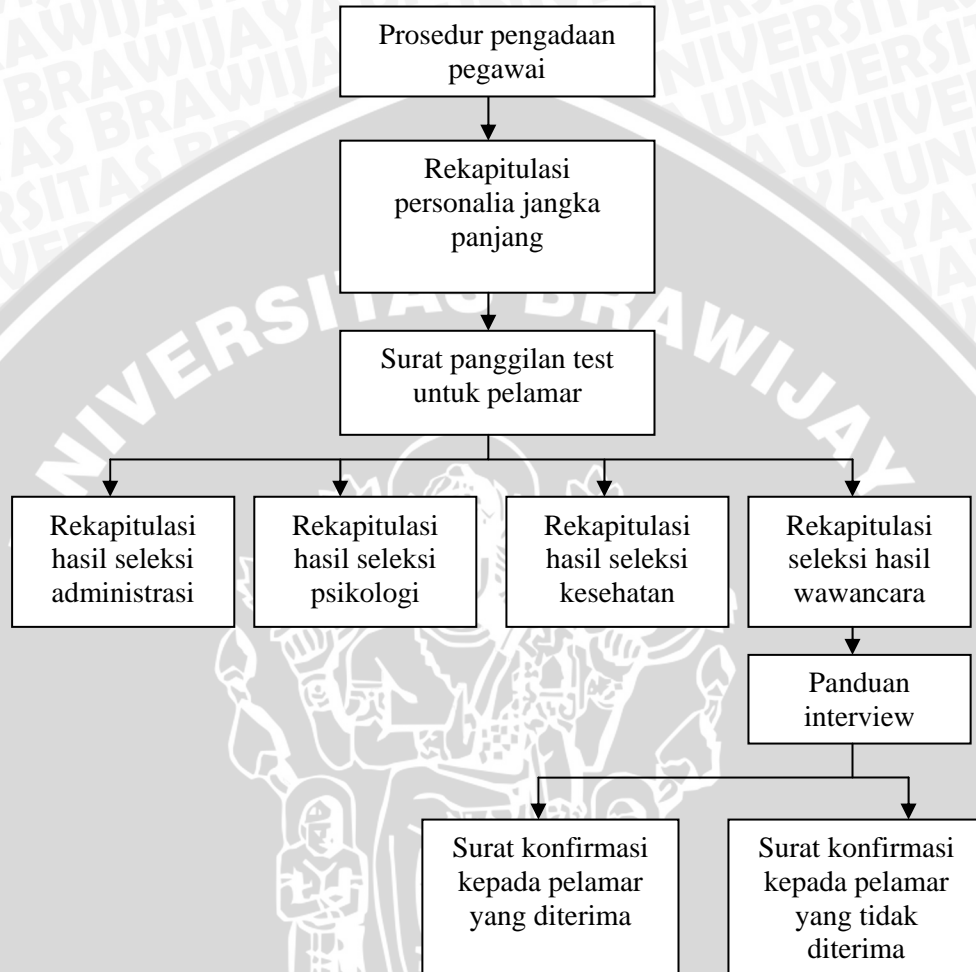 Prosedur pengadaan
pegawai
Rekapitulasi
personalia jangka
panjang
UNIVERSITAS BRAWIJAY
Surat panggilan test
untuk pelamar
Rekapitulasi
hasil seleksi
administrasi
Rekapitulasi
hasil seleksi
psikologi
Rekapitulasi
hasil seleksi
kesehatan
Rekapitulasi
seleksi hasil
wawancara
Panduan
interview
Surat konfirmasi
kepada pelamar
yang diterima
Surat konfirmasi
kepada pelamar
yang tidak
diterima